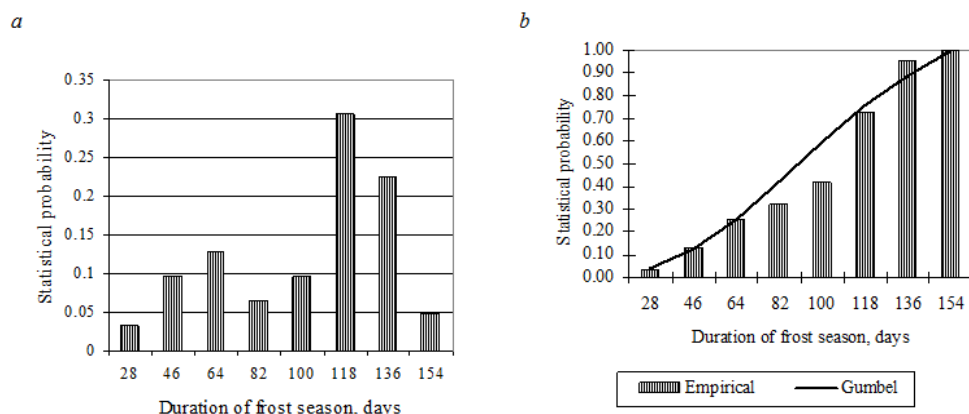 a
Statistical probability
0.35
0.3
0.25
0.2
0.15
0.1
0.05
0
28 46 64 82 100 118 136 154
Duration of frost season, days
b
Statistical probability
1.00
0.90
0.80
0.70
0.60
0.50
0.40
0.30
0.20
0.10
0.00
28 46 64 82 100 118 136 154
Duration of frost season, days
Empirical Gumbel